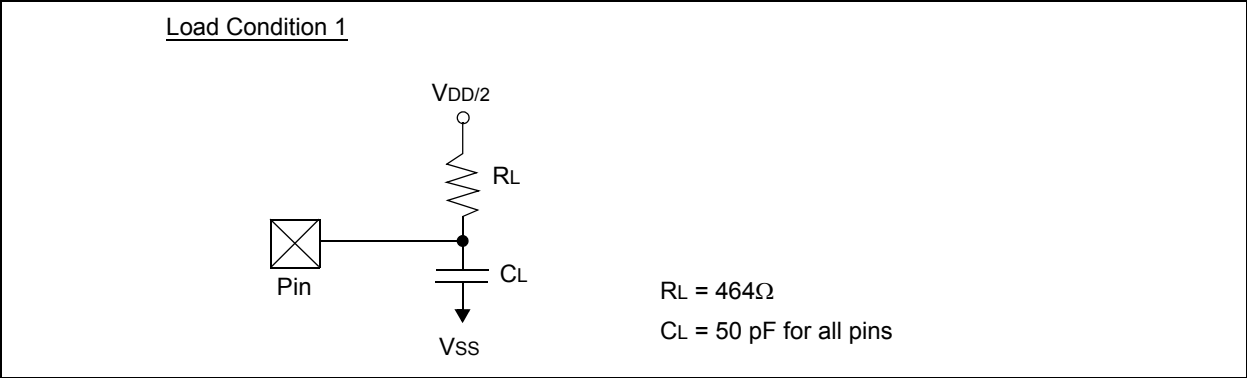 Load Condition 1
VDD/2
RL
Pin
CL
VSS
RL = 464Ω
CL = 50 pF for all pins